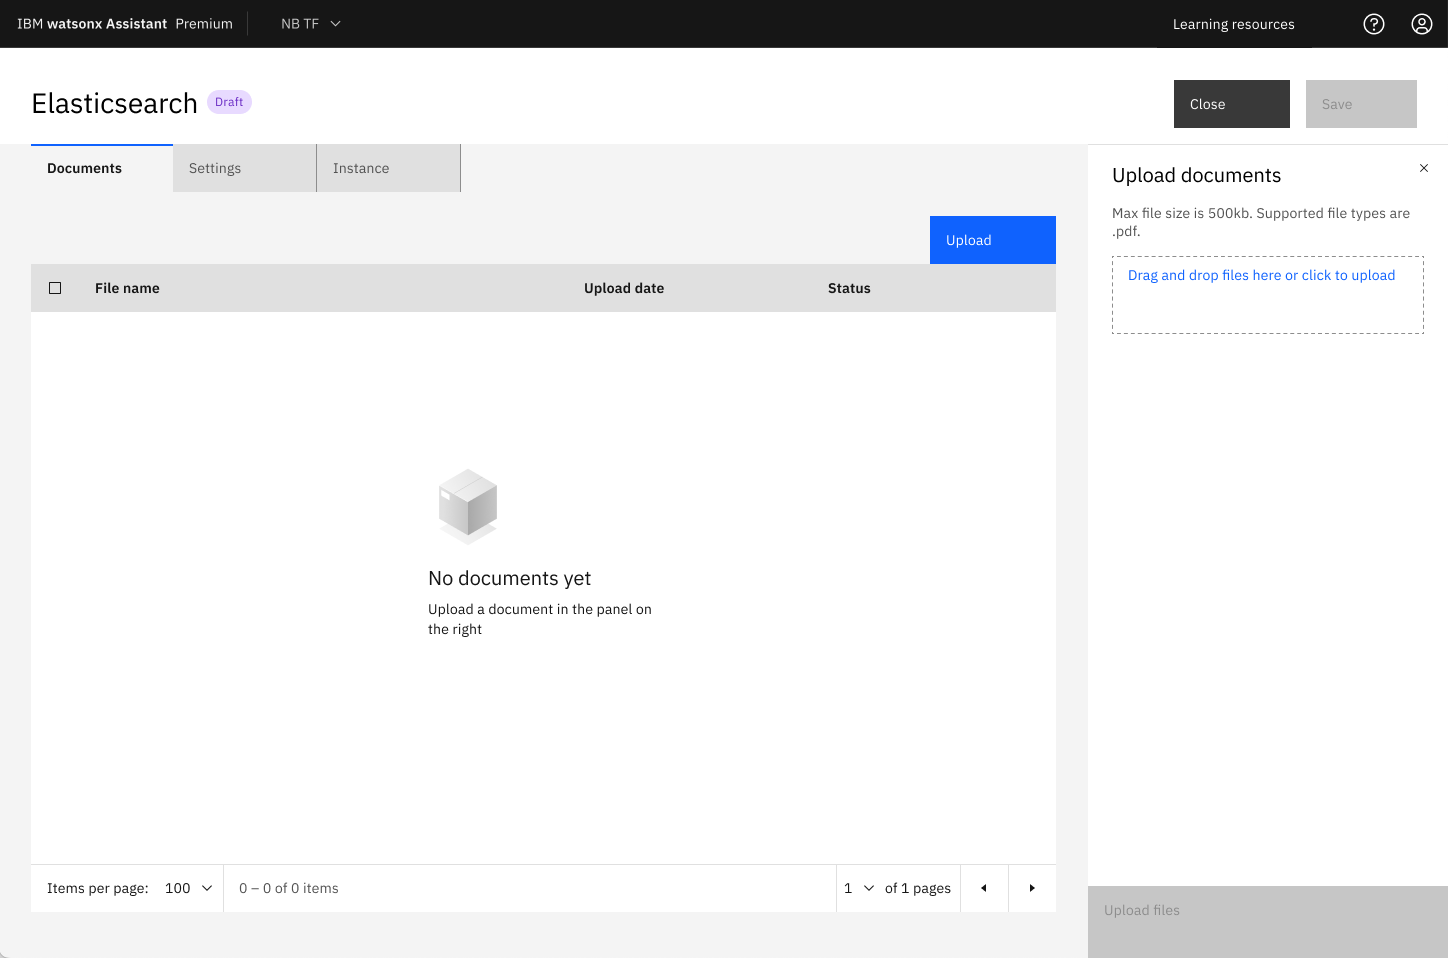 IBM watsonx Assistant Premium
NB TF
Learning resources
Elasticsearch
Draft
Close
Save
Documents
Settings
Instance
Upload
File name
Upload date
Status
No documents yet
Upload a document in the panel on
the right
Items per page: 100
0 – 0 of 0 items
1
of 1 pages
Upload documents
Max file size is 500kb. Supported file types are
.pdf.
Drag and drop files here or click to upload
Upload files